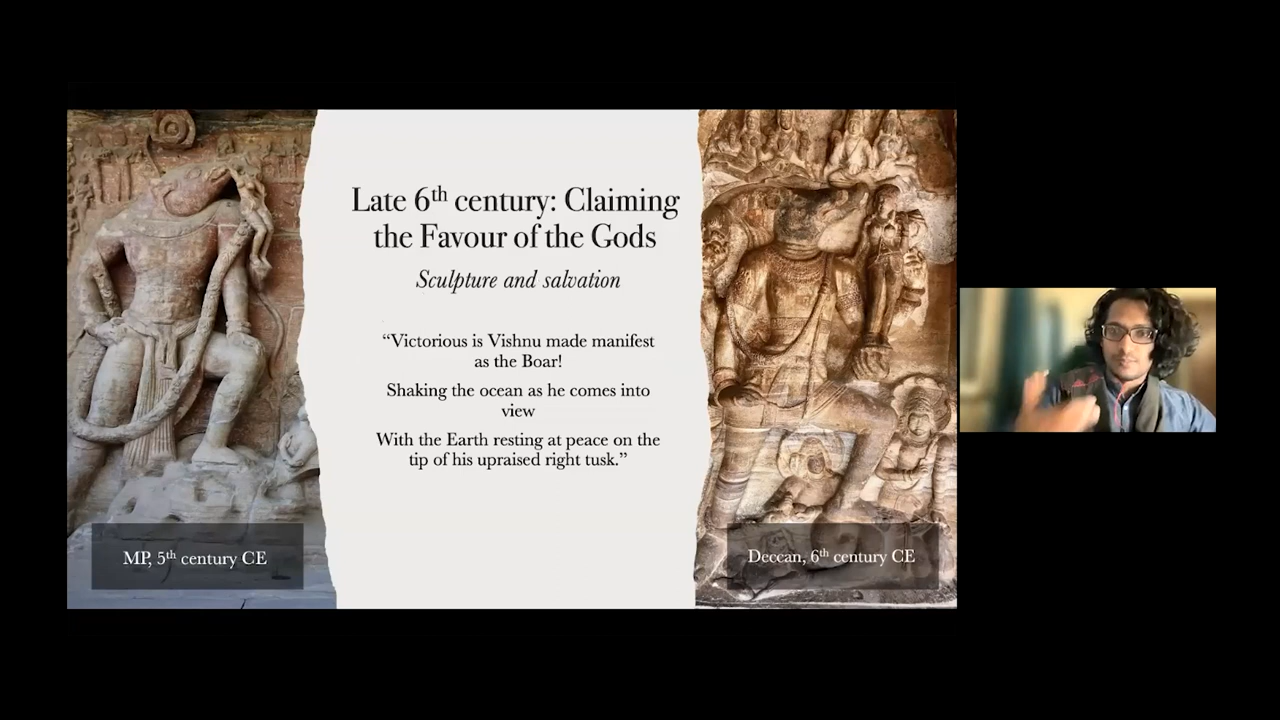 Late 6th century: Claiming
the Favour of the Gods
Sculpture and salvation
“Victorious is Vishnu made manifest
as the Boar!
Shaking the ocean as he comes into
view
With the Earth resting at peace on the
tip of his upraised right tusk.”
MP, 5th century CE
Deccan, 6th century CE